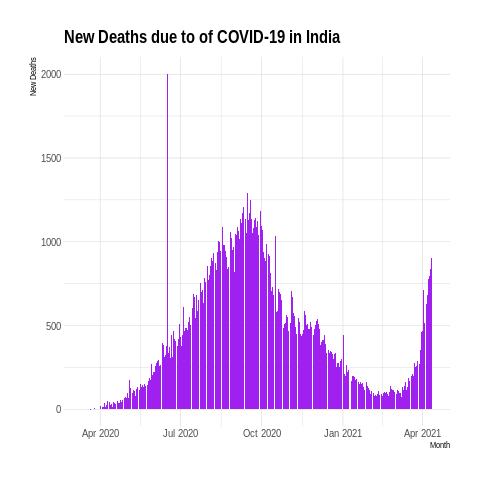 New Deaths due to of COVID-19 in India
New Deaths
2000
1500
1000
500
0
Apr 2020 Jul 2020 Oct 2020 Jan 2021 Apr 2021
Month